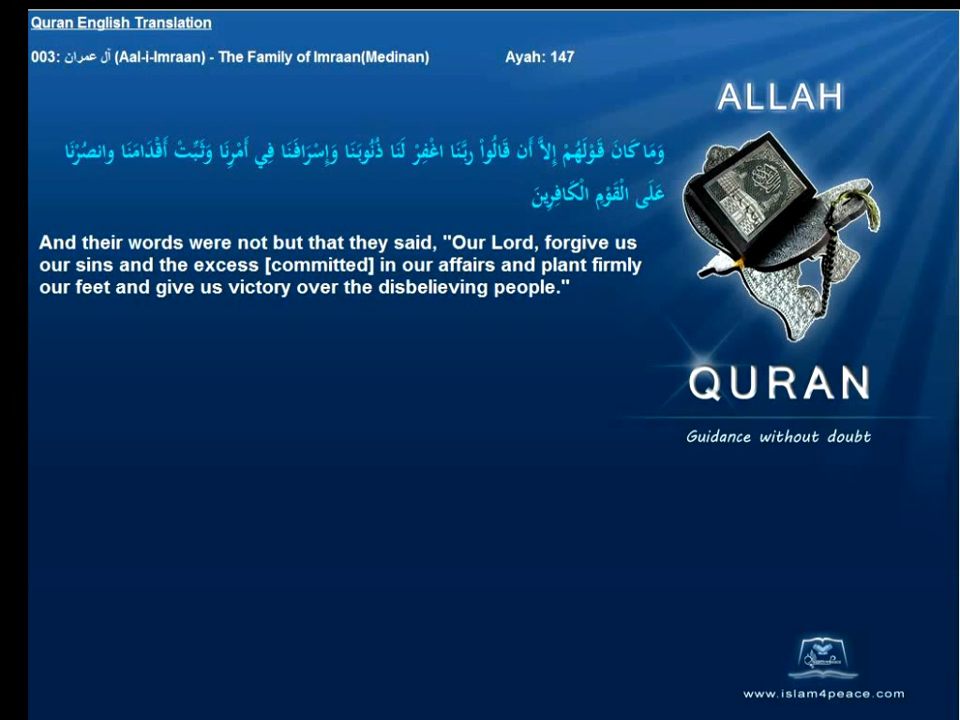 Quran English Translation
003: آل عمران (Aal-i-Imraan) - The Family of Imraan(Medinan) Ayah: 147
ALLAH
وَمَا كَانَ قَوْلَهُمْ إِلاَّ أَن قَالُواْ ربَّنَا اغْفِرْ لَنَا ذُنُوبَنَا وَإِسْرَافَنَا فِي أَمْرِنَا وَثَبِّتْ أَقْدَامَنَا وانصُرْنَا
عَلَى الْقَوْمِ الْكَافِرِينَ
And their words were not but that they said, "Our Lord, forgive us
our sins and the excess [committed] in our affairs and plant firmly
our feet and give us victory over the disbelieving people."
QURAN
Guidance without doubt
www.islam4peace.com